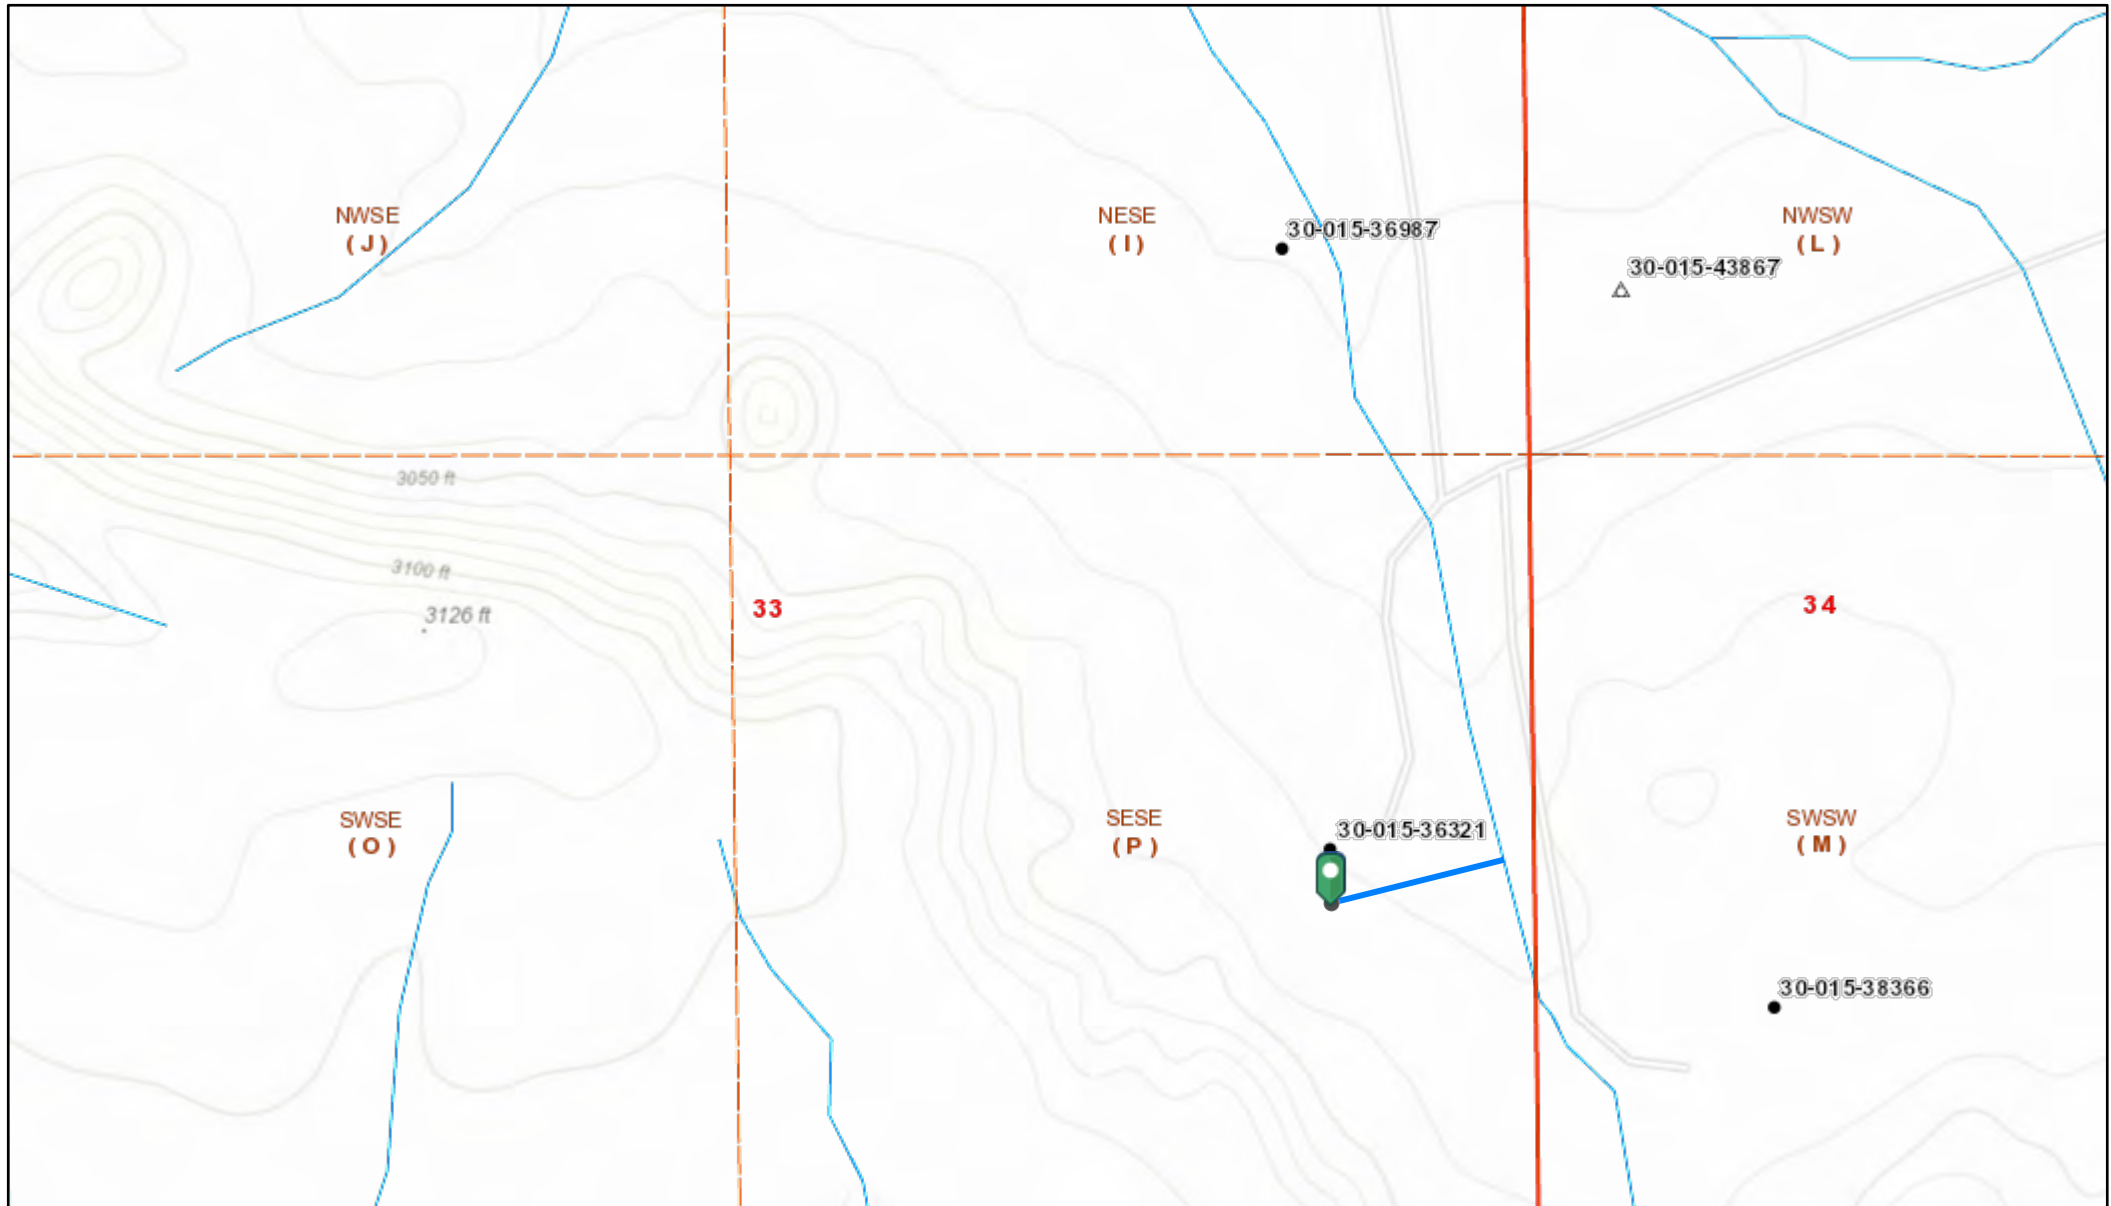 NWSE
( J )
NESE
( I )
30-015-36987
NWSW
( L )
30-015-43867
3050 ft
3100 ft
3126 ft
33
34
SWSE
( O )
SESE
( P )
30-015-36321
SWSW
( M )
30-015-38366